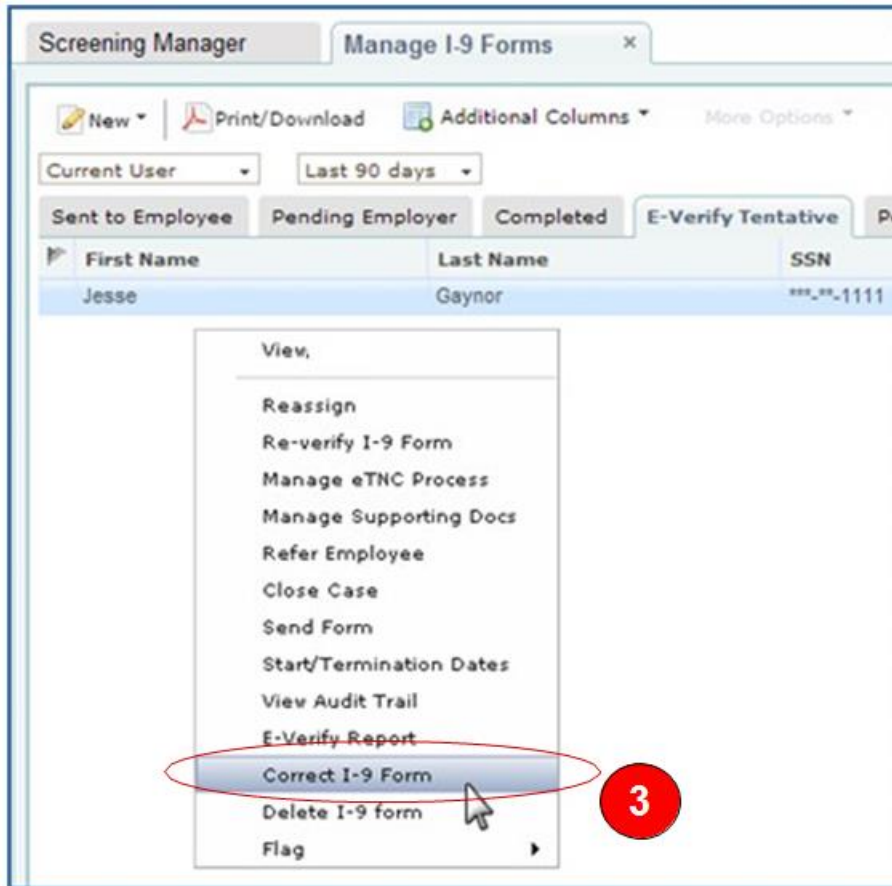 Screening Manager Manage I-9 Forms ×
New Print/Download Additional Columns More Options
Current User Last 90 days
Sent to Employee Pending Employer Completed E-Verify Tentative
First Name Last Name SSN
Jesse Gaynor ***-**-1111
View,
Reassign
Re-verify I-9 Form
Manage eTNC Process
Manage Supporting Docs
Refer Employee
Close Case
Send Form
Start/Termination Dates
View Audit Trail
E-Verify Report
Correct I-9 Form
3
Delete I-9 form
Flag